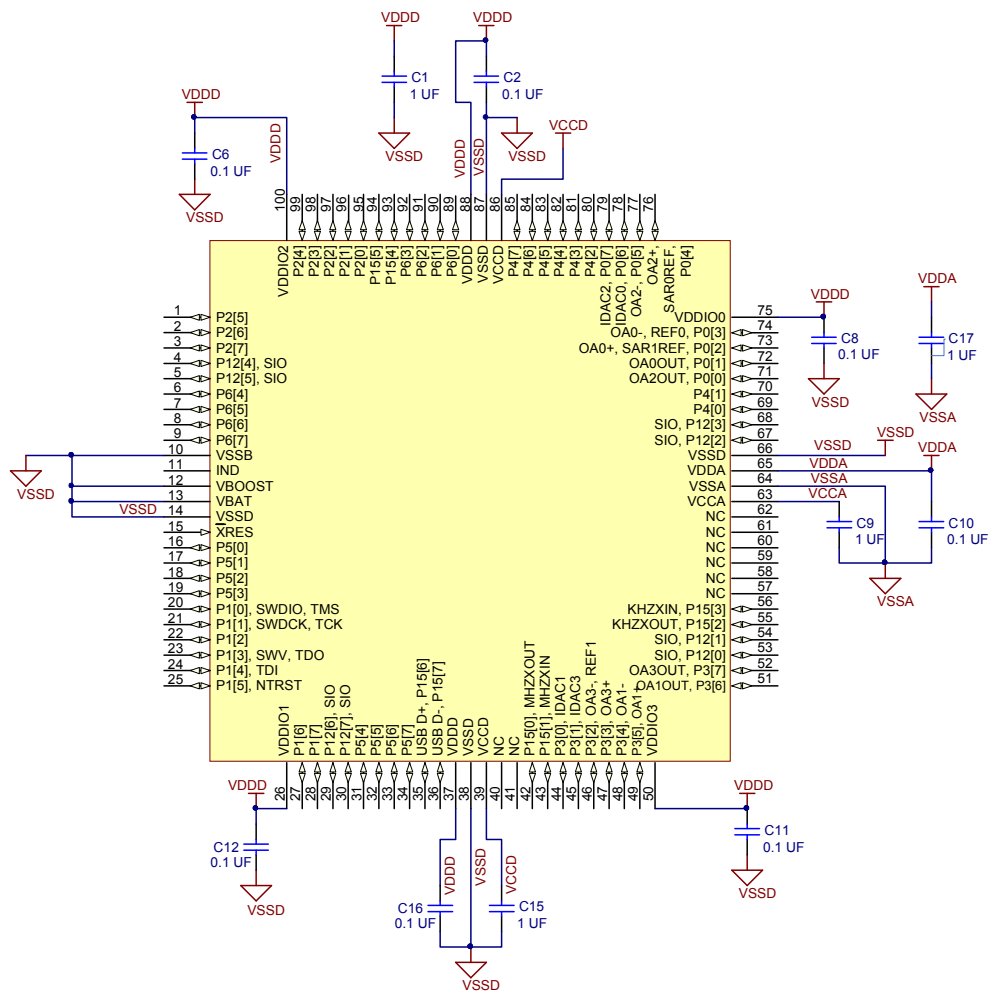 VDDD
VDDD
C1
1 UF
C2
0.1 UF
VDDD
VSSD
VSSD
VCCD
C6
0.1 UF
VDDD
VDDD
VSSD
VSSD
100
99
98
97
96
95
94
93
92
91
90
89
88
87
86
85
84
83
82
81
80
79
78
77
76
VDDIO2
P2[4]
P2[3]
P2[2]
P2[1]
P2[0]
P15[5]
P15[4]
P6[3]
P6[2]
P6[1]
P6[0]
VDDD
VSSD
VCCD
P4[7]
P4[6]
P4[5]
P4[4]
P4[3]
P4[2]
IDAC2, P0[7]
IDAC0, P0[6]
OA2-, P0[5]
OA2+,
SAR0REF,
P0[4]
1 P2[5]
2 P2[6]
3 P2[7]
4 P12[4], SIO
5 P12[5], SIO
6 P6[4]
7 P6[5]
8 P6[6]
9 P6[7]
10 VSSB
11 IND
12 VBOOST
13 VBAT
VSSD 14 VSSD
VSSD
15 XRES
16 P5[0]
17 P5[1]
18 P5[2]
19 P5[3]
20 P1[0], SWDIO, TMS
21 P1[1], SWDCK, TCK
22 P1[2]
23 P1[3], SWV, TDO
24 P1[4], TDI
25 P1[5], NTRST
VDDIO0 75
OA0-, REF0, P0[3] 74
OA0+, SAR1REF, P0[2] 73
OA0OUT, P0[1] 72
OA2OUT, P0[0] 71
P4[1] 70
P4[0] 69
SIO, P12[3] 68
SIO, P12[2] 67
VSSD 66 VSSD
VDDA 65 VDDA
VSSA 64 VSSA
VCCA 63 VCCA
NC 62
NC 61
NC 60
NC 59
NC 58
NC 57
KHZXIN, P15[3] 56
KHZXOUT, P15[2] 55
SIO, P12[1] 54
SIO, P12[0] 53
OA3OUT, P3[7] 52
OA1OUT, P3[6] 51
VDDD
C8
0.1 UF
VSSD
VDDA
C17
1 UF
VSSA
VSSD
VDDA
C9
1 UF
C10
0.1 UF
VSSA
VDDIO1
P1[6]
P1[7]
P12[6], SIO
P12[7], SIO
P5[4]
P5[5]
P5[6]
P5[7]
USB D+, P15[6]
USB D-, P15[7]
VDDD
VSSD
VCCD
NC
NC
P15[0], MHZXOUT
P15[1], MHZXIN
P3[0], IDAC1
P3[1], IDAC3
P3[2], OA3-, REF1
P3[3], OA3+
P3[4], OA1-
P3[5], OA1+
VDDIO3
26
27
28
29
30
31
32
33
34
35
36
37
38
39
40
41
42
43
44
45
46
47
48
49
50
VDDD
C12
0.1 UF
VSSD
VDDD
VSSD
VCCD
C16
0.1 UF
C15
1 UF
VSSD
VDDD
C11
0.1 UF
VSSD